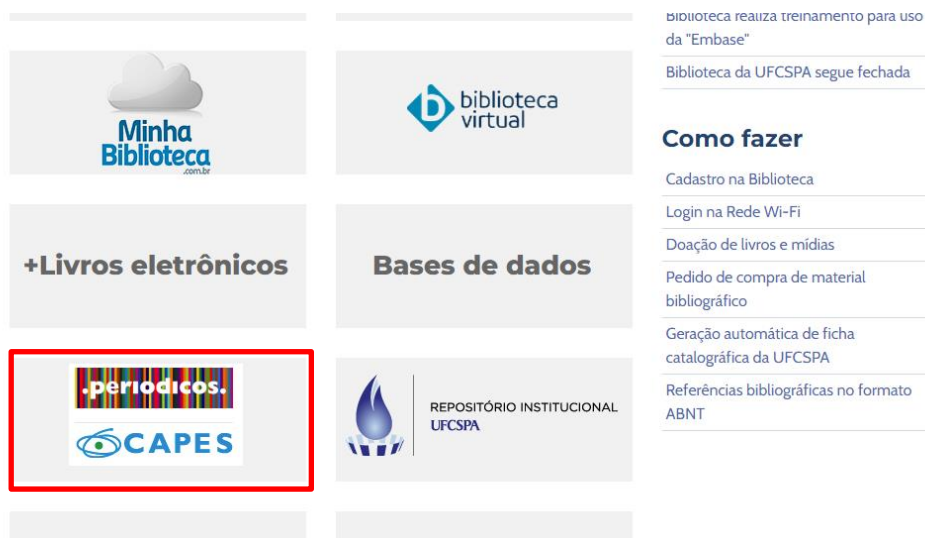 Biblioteca realiza treinamento para uso
da "Embase"
Biblioteca da UFCSPA segue fechada
Minha
Biblioteca
.com.br
biblioteca
virtual
Como fazer
Cadastro na Biblioteca
Login na Rede Wi-Fi
Doação de livros e mídias
Pedido de compra de material
bibliográfico
Geração automática de ficha
catalográfica da UFCSPA
Referências bibliográficas no formato
ABNT
+Livros eletrônicos
Bases de dados
.periodicos.
CAPES
REPOSITÓRIO INSTITUCIONAL
UFCSPA